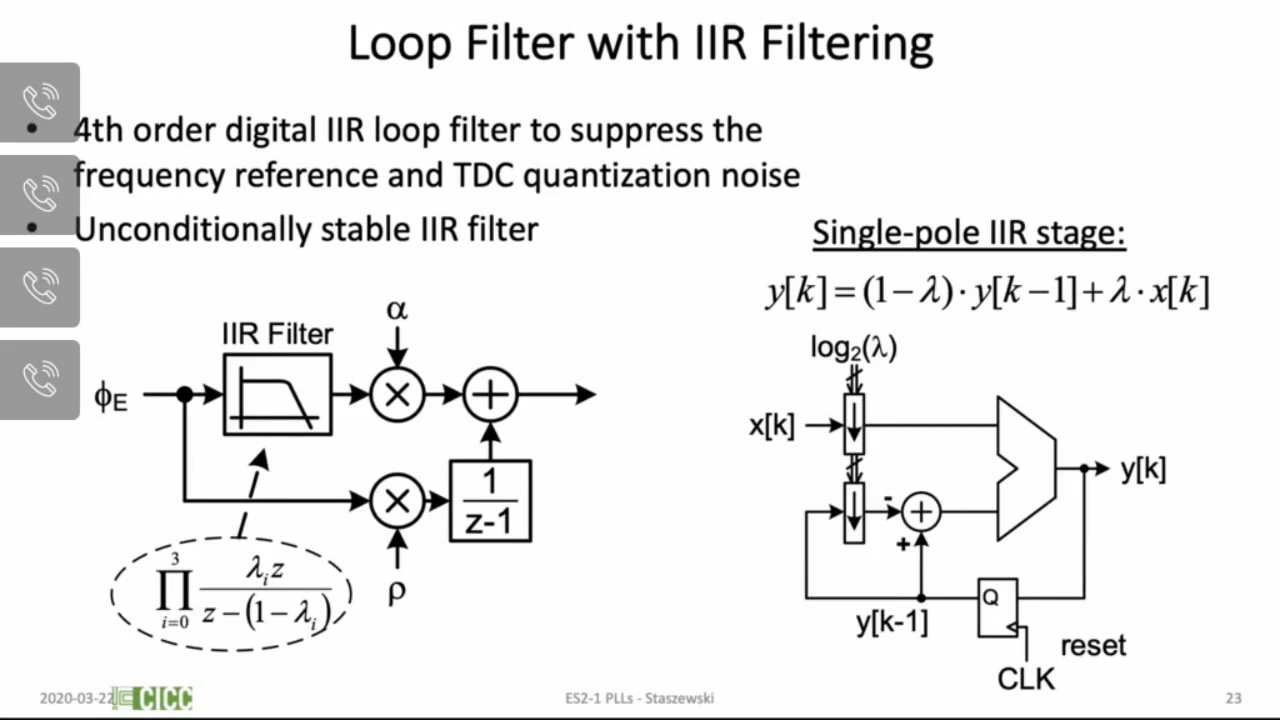 Loop Filter with IIR Filtering
• 4th order digital IIR loop filter to suppress the
frequency reference and TDC quantization noise
• Unconditionally stable IIR filter
Single-pole IIR stage:
y[k]=(1−λ)·y[k−1]+λ·x[k]
log₂(λ)
α
IIR Filter
ϕE
x[k]
y[k]
1
z-1
-
+
Q
y[k-1]
ρ
3
∏
i=0
λᵢz
z−(1−λᵢ)
reset
CLK
2020-03-22
CICC
ES2-1 PLLs - Staszewski
23